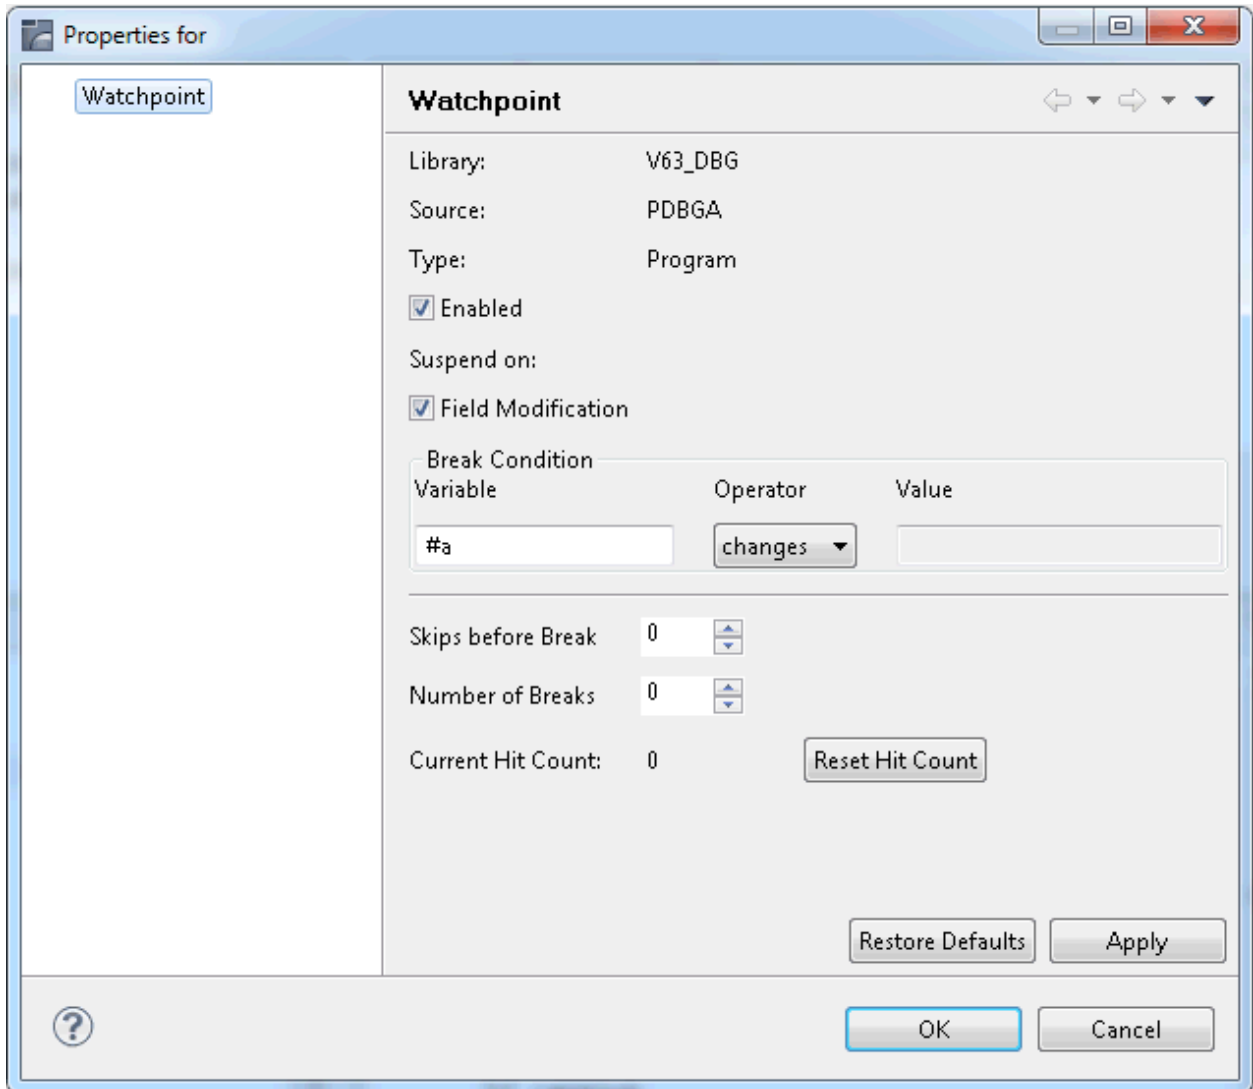 Properties for
Watchpoint
Watchpoint
Library: V63_DBG
Source: PDBGA
Type: Program
Enabled
Suspend on:
Field Modification
Break Condition
Variable Operator Value
#a changes
Skips before Break 0
Number of Breaks 0
Current Hit Count: 0 Reset Hit Count
Restore Defaults Apply
? OK Cancel